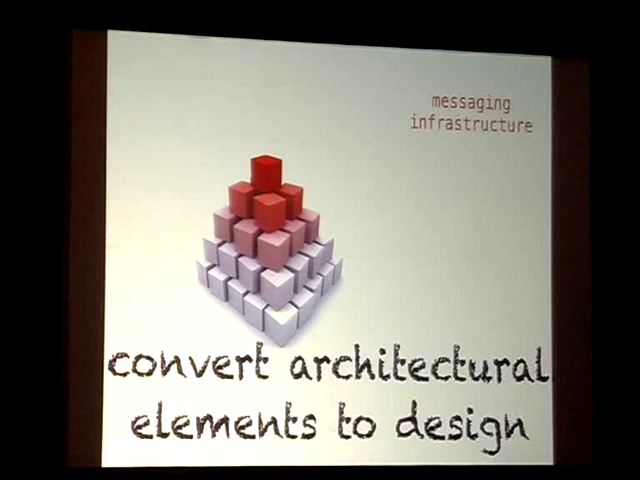 messaging
infrastructure
convert architectural
elements to design